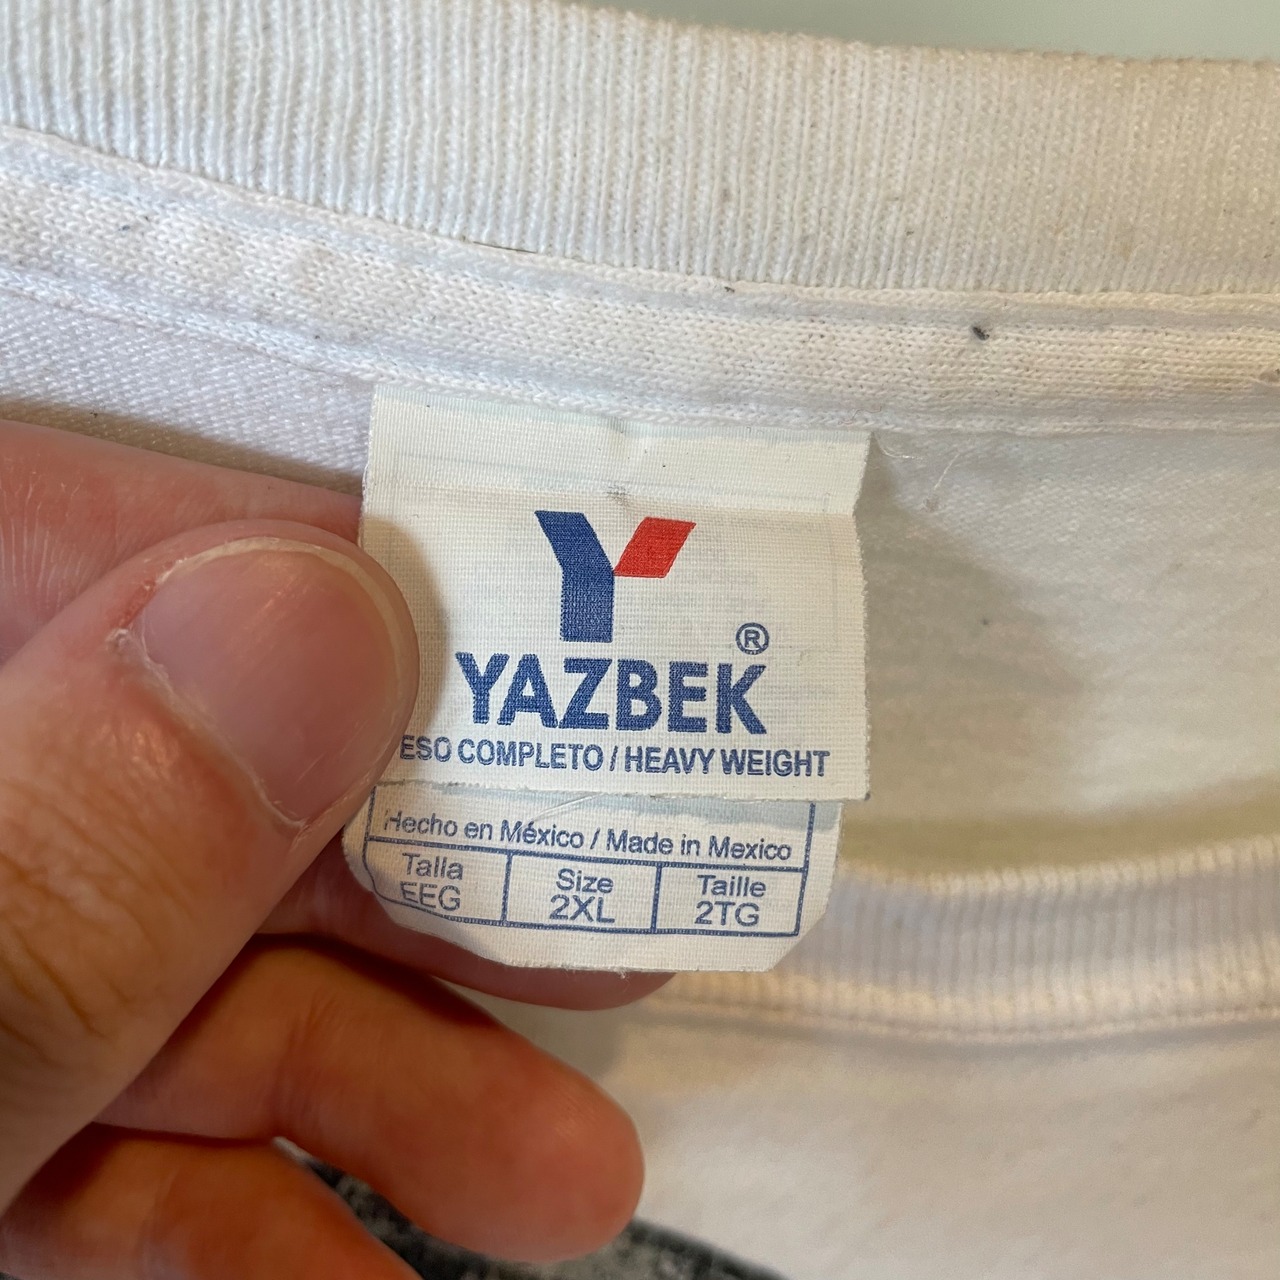 Y
®
YAZBEK
ESO COMPLETO / HEAVY WEIGHT
Hecho en México / Made in Mexico
Talla Size Taille
EEG 2XL 2TG